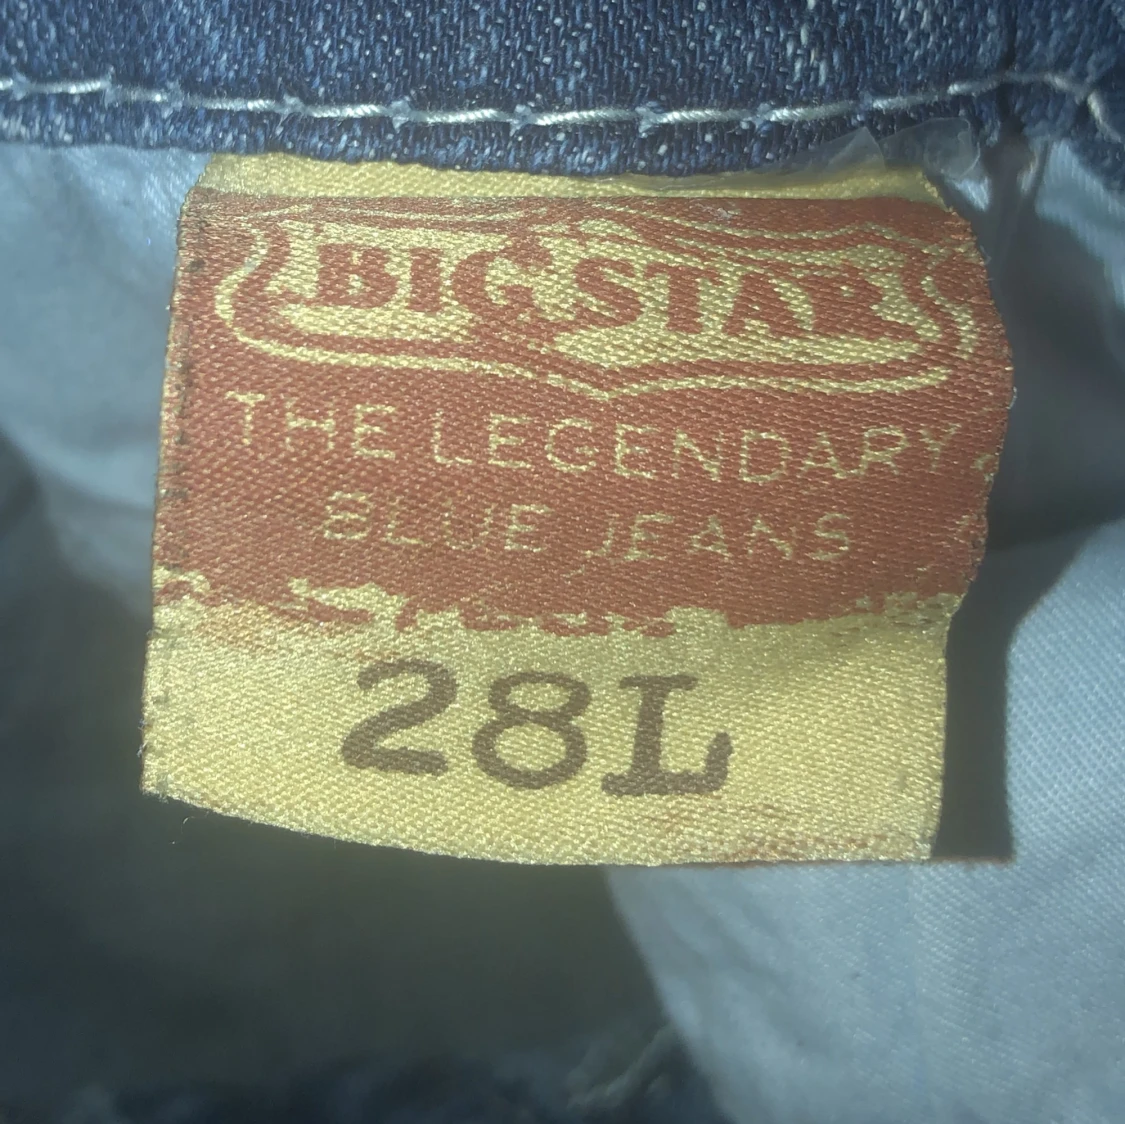 BIG STAR
THE LEGENDARY
BLUE JEANS
28L